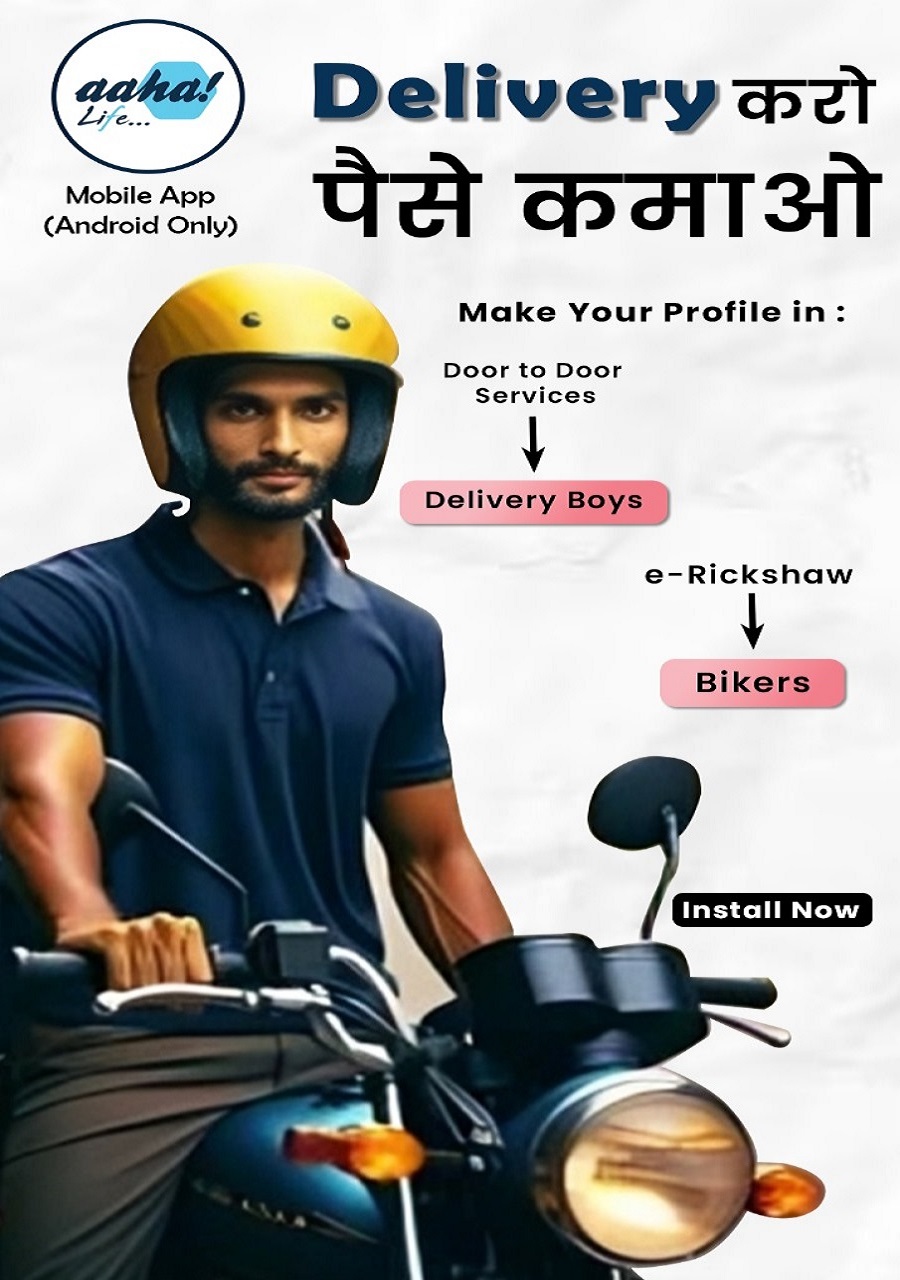 aaha!
Life...
Mobile App
(Android Only)
Delivery करो
पैसे कमाओ
Make Your Profile in :
Door to Door
Services
Delivery Boys
e-Rickshaw
Bikers
Install Now